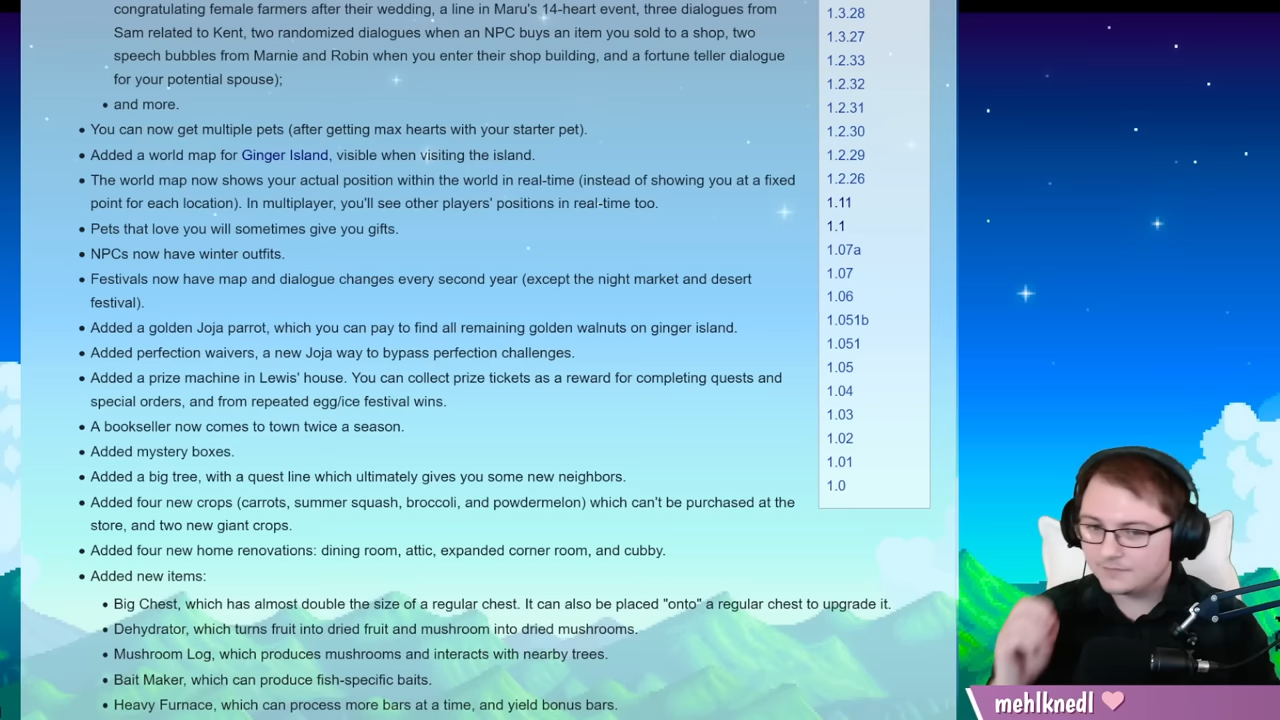 congratulating female farmers after their wedding, a line in Maru's 14-heart event, three dialogues from
Sam related to Kent, two randomized dialogues when an NPC buys an item you sold to a shop, two
speech bubbles from Marnie and Robin when you enter their shop building, and a fortune teller dialogue
for your potential spouse);
• and more.
• You can now get multiple pets (after getting max hearts with your starter pet).
• Added a world map for Ginger Island, visible when visiting the island.
• The world map now shows your actual position within the world in real-time (instead of showing you at a fixed
point for each location). In multiplayer, you'll see other players' positions in real-time too.
• Pets that love you will sometimes give you gifts.
• NPCs now have winter outfits.
• Festivals now have map and dialogue changes every second year (except the night market and desert
festival).
• Added a golden Joja parrot, which you can pay to find all remaining golden walnuts on ginger island.
• Added perfection waivers, a new Joja way to bypass perfection challenges.
• Added a prize machine in Lewis' house. You can collect prize tickets as a reward for completing quests and
special orders, and from repeated egg/ice festival wins.
• A bookseller now comes to town twice a season.
• Added mystery boxes.
• Added a big tree, with a quest line which ultimately gives you some new neighbors.
• Added four new crops (carrots, summer squash, broccoli, and powdermelon) which can't be purchased at the
store, and two new giant crops.
• Added four new home renovations: dining room, attic, expanded corner room, and cubby.
• Added new items:
• Big Chest, which has almost double the size of a regular chest. It can also be placed "onto" a regular chest to upgrade it.
• Dehydrator, which turns fruit into dried fruit and mushroom into dried mushrooms.
• Mushroom Log, which produces mushrooms and interacts with nearby trees.
• Bait Maker, which can produce fish-specific baits.
• Heavy Furnace, which can process more bars at a time, and yield bonus bars.
1.3.28
1.3.27
1.2.33
1.2.32
1.2.31
1.2.30
1.2.29
1.2.26
1.11
1.1
1.07a
1.07
1.06
1.051b
1.051
1.05
1.04
1.03
1.02
1.01
1.0
mehlknedl